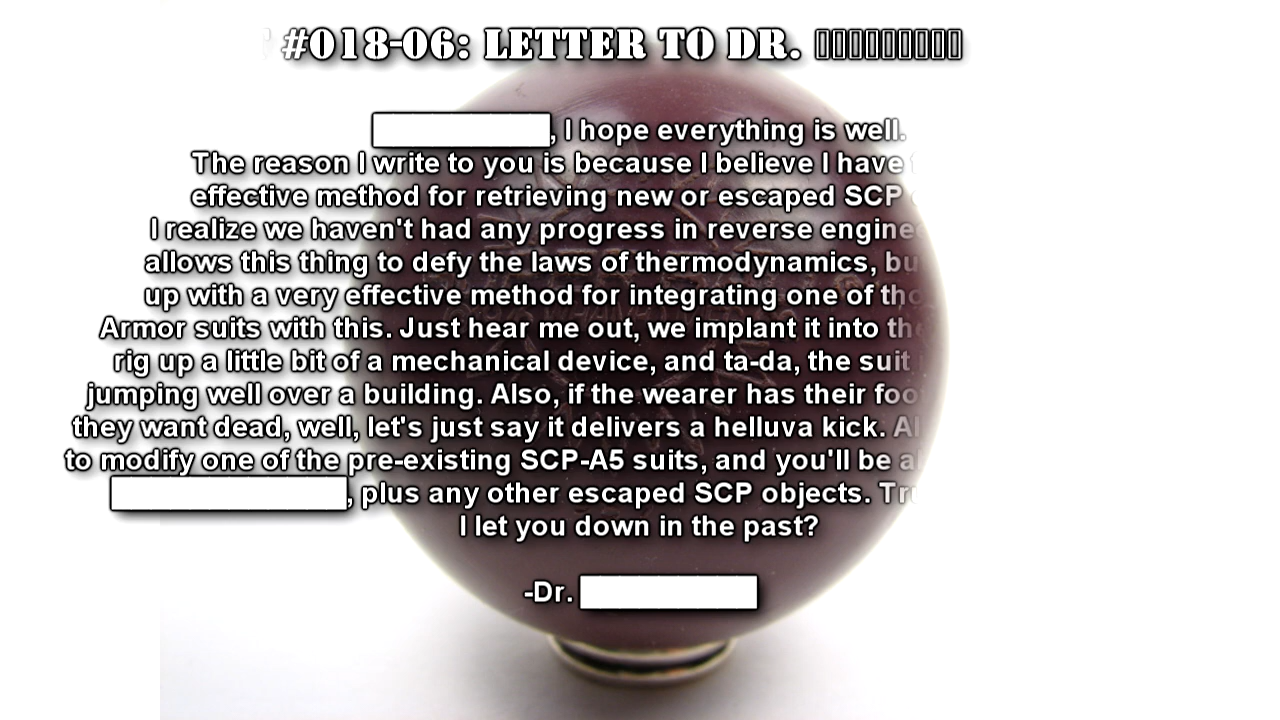 #018-06: LETTER TO DR. ▯▯▯▯▯▯▯▯▯
, I hope everything is well.
The reason I write to you is because I believe I have
effective method for retrieving new or escaped SCP
I realize we haven't had any progress in reverse
allows this thing to defy the laws of thermodynamics,
up with a very effective method for integrating one of
Armor suits with this. Just hear me out, we implant it into
rig up a little bit of a mechanical device, and ta-da, the suit
jumping well over a building. Also, if the wearer has their
they want dead, well, let's just say it delivers a helluva kick.
to modify one of the pre-existing SCP-A5 suits, and you'll be
, plus any other escaped SCP objects.
I let you down in the past?
-Dr.